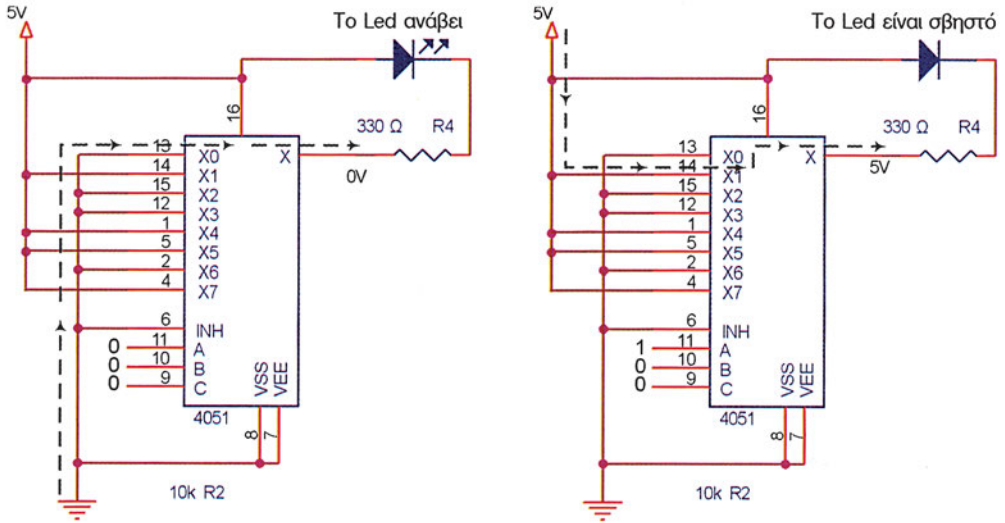 5V
Το Led ανάβει
16
330 Ω R4
13 X0 X
0V
14 X1
15 X2
12 X3
1 X4
5 X5
2 X6
4 X7
6 INH
0 11 A
0 10 B
0 9 C
VSS
VEE
4051
8
7
10k R2
5V
Το Led είναι σβηστό
16
330 Ω R4
13 X0 X
5V
14 X1
15 X2
12 X3
1 X4
5 X5
2 X6
4 X7
6 INH
1 11 A
0 10 B
0 9 C
VSS
VEE
4051
8
7
10k R2